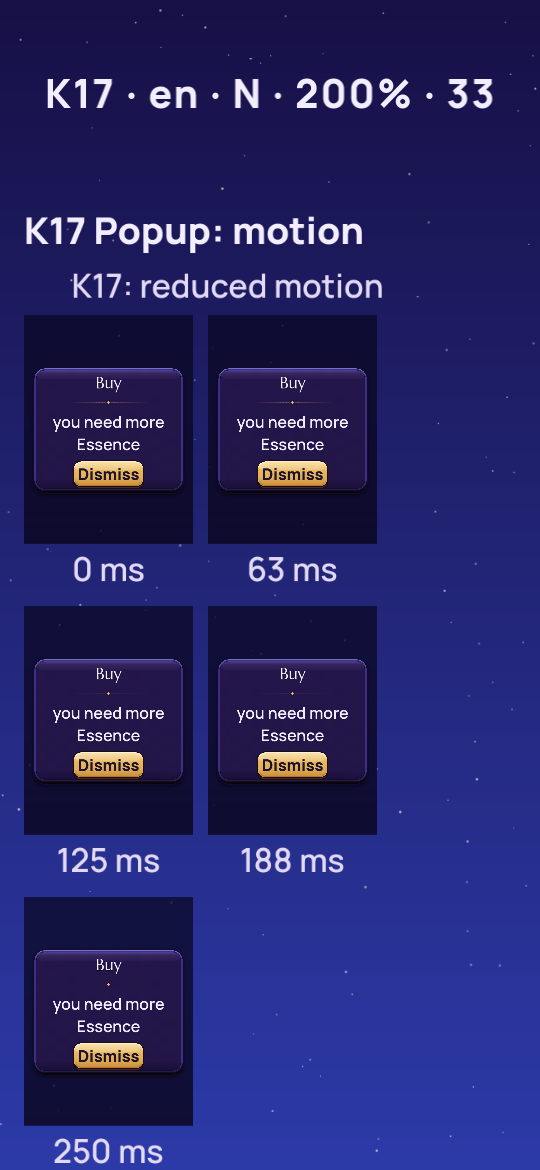 K17 · en · N · 200% · 33
K17 Popup: motion
K17: reduced motion
Buy
you need more
Essence
Dismiss
0 ms
Buy
you need more
Essence
Dismiss
63 ms
Buy
you need more
Essence
Dismiss
125 ms
Buy
you need more
Essence
Dismiss
188 ms
Buy
you need more
Essence
Dismiss
250 ms